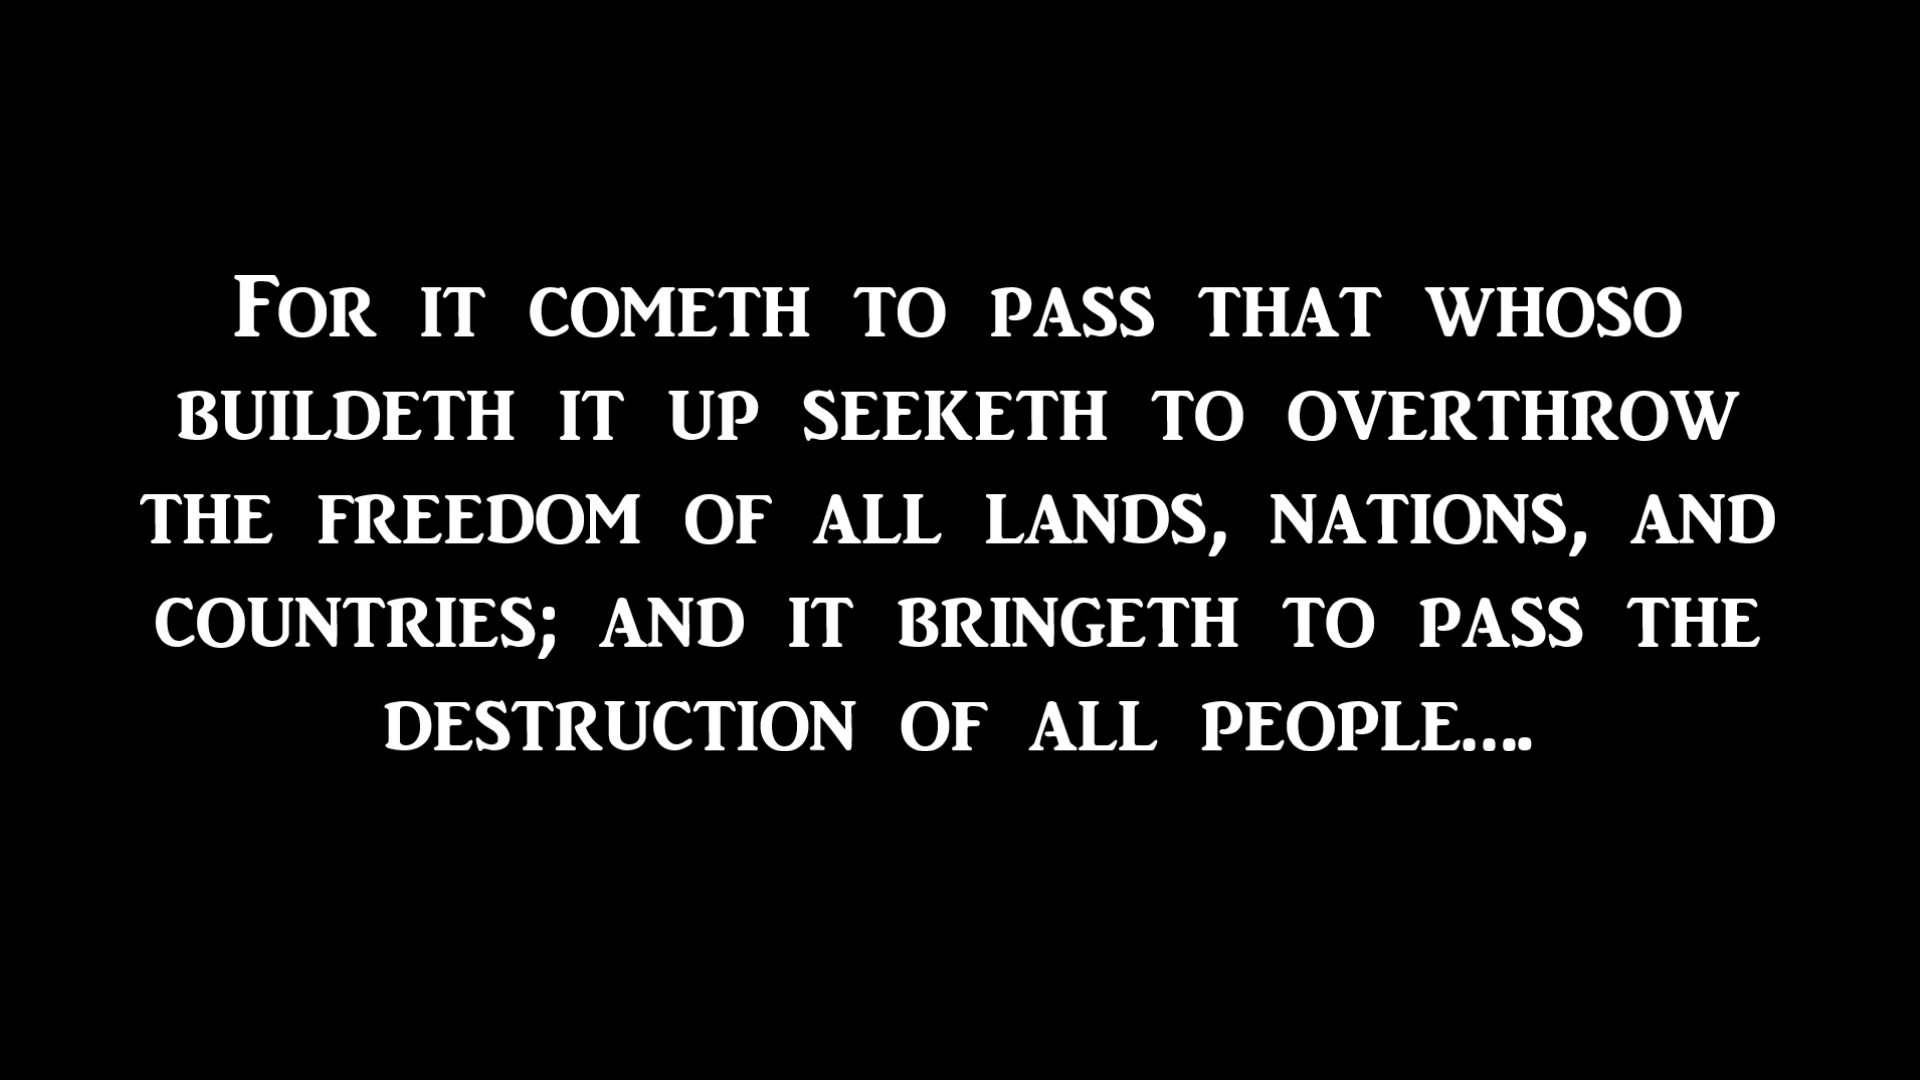 For it cometh to pass that whoso
buildeth it up seeketh to overthrow
the freedom of all lands, nations, and
countries; and it bringeth to pass the
destruction of all people....